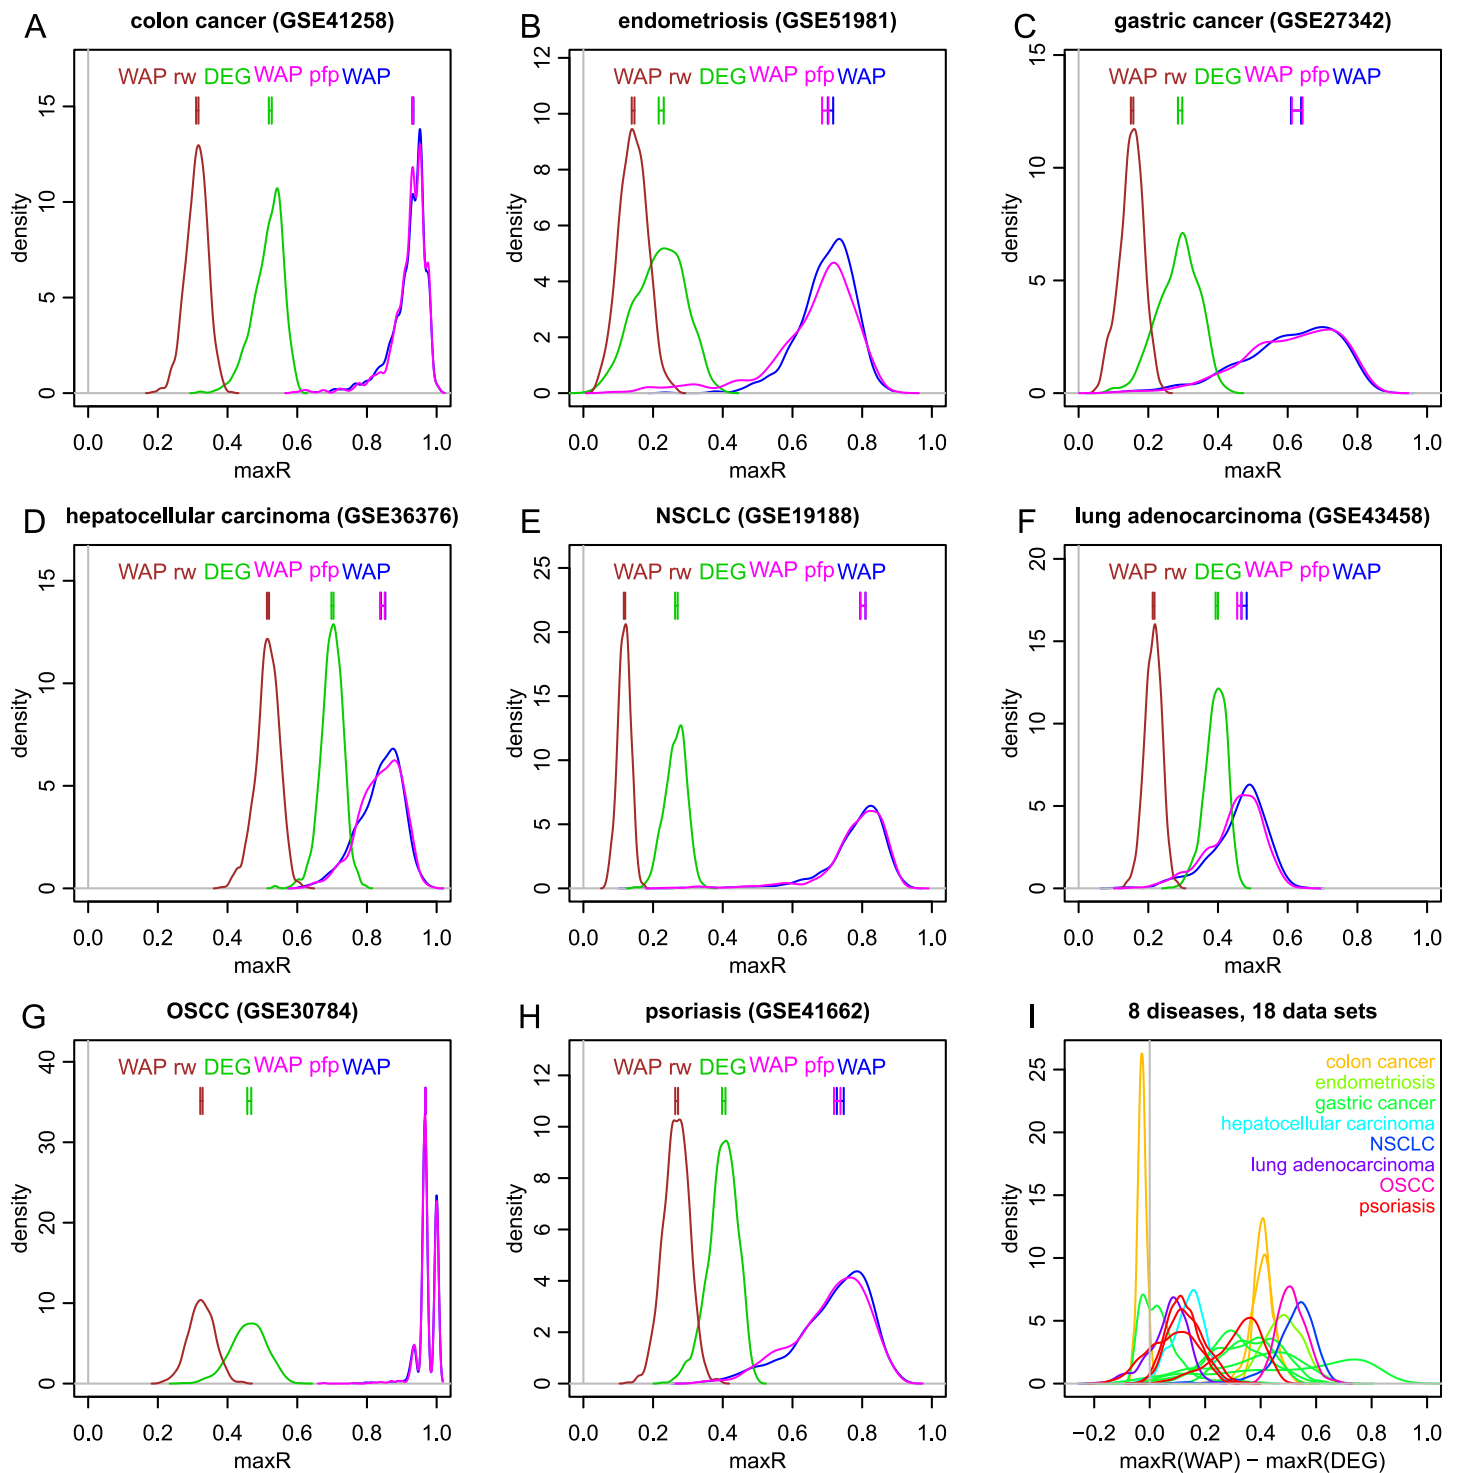 A colon cancer (GSE41258)
WAP rw DEG WAP pfp WAP
density
0 5 10 15
0.0 0.2 0.4 0.6 0.8 1.0
maxR
B endometriosis (GSE51981)
WAP rw DEG WAP pfp WAP
density
0 2 4 6 8 10 12
0.0 0.2 0.4 0.6 0.8 1.0
maxR
C gastric cancer (GSE27342)
WAP rw DEG WAP pfp WAP
density
0 5 10 15
0.0 0.2 0.4 0.6 0.8 1.0
maxR
D hepatocellular carcinoma (GSE36376)
WAP rw DEG WAP pfp WAP
density
0 5 10 15
0.0 0.2 0.4 0.6 0.8 1.0
maxR
E NSCLC (GSE19188)
WAP rw DEG WAP pfp WAP
density
0 5 10 15 20 25
0.0 0.2 0.4 0.6 0.8 1.0
maxR
F lung adenocarcinoma (GSE43458)
WAP rw DEG WAP pfp WAP
density
0 5 10 15 20
0.0 0.2 0.4 0.6 0.8 1.0
maxR
G OSCC (GSE30784)
WAP rw DEG WAP pfp WAP
density
0 10 20 30 40
0.0 0.2 0.4 0.6 0.8 1.0
maxR
H psoriasis (GSE41662)
WAP rw DEG WAP pfp WAP
density
0 2 4 6 8 10 12
0.0 0.2 0.4 0.6 0.8 1.0
maxR
I 8 diseases, 18 data sets
colon cancer
endometriosis
gastric cancer
hepatocellular carcinoma
NSCLC
lung adenocarcinoma
OSCC
psoriasis
density
0 5 10 15 20 25
−0.2 0.0 0.2 0.4 0.6 0.8 1.0
maxR(WAP) − maxR(DEG)